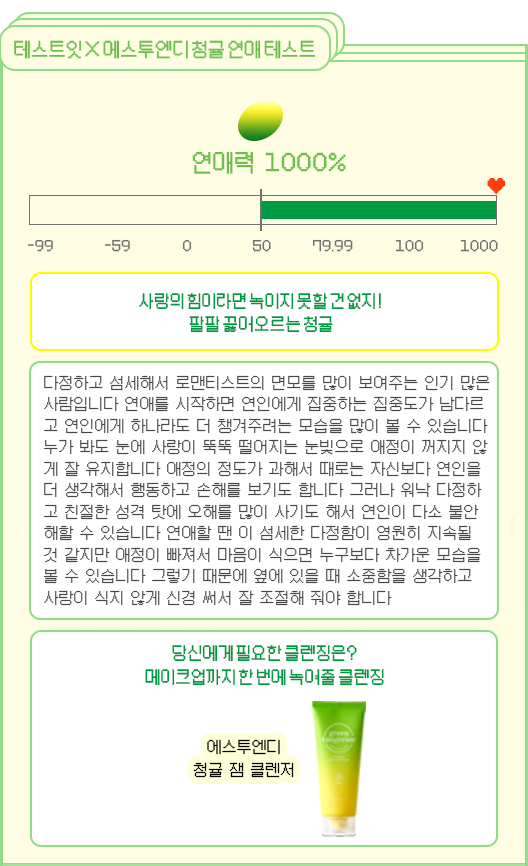 테스트잇X에스투엔디청귤연애테스트
연애력 1000%
-99 -59 0 50 79.99 100 1000
사랑의 힘이라면 녹이지 못할 건 없지!
팔팔 끓어오르는 청귤
다정하고 섬세해서 로맨티스트의 면모를 많이 보여주는 인기 많은
사람입니다 연애를 시작하면 연인에게 집중하는 집중도가 남다르
고 연인에게 하나라도 더 챙겨주려는 모습을 많이 볼 수 있습니다
누가 봐도 눈에 사랑이 뚝뚝 떨어지는 눈빛으로 애정이 꺼지지 않
게 잘 유지합니다 애정의 정도가 과해서 때로는 자신보다 연인을
더 생각해서 행동하고 손해를 보기도 합니다 그러나 워낙 다정하
고 친절한 성격 탓에 오해를 많이 사기도 해서 연인이 다소 불안
해할 수 있습니다 연애할 땐 이 섬세한 다정함이 영원히 지속될
것 같지만 애정이 빠져서 마음이 식으면 누구보다 차가운 모습을
볼 수 있습니다 그렇기 때문에 옆에 있을 때 소중함을 생각하고
사랑이 식지 않게 신경 써서 잘 조절해 줘야 합니다
당신에게 필요한 클렌징은?
메이크업까지 한 번에 녹여줄 클렌징
에스투엔디
청귤 잼 클렌저
green
tangerine